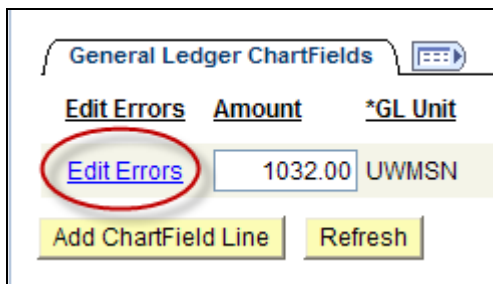 General Ledger ChartFields
Edit Errors Amount *GL Unit
Edit Errors 1032.00 UWMSN
Add ChartField Line Refresh